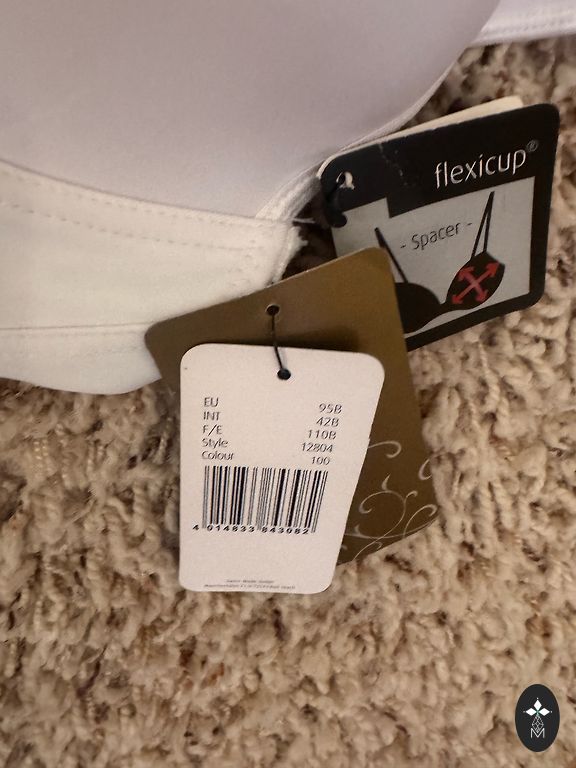 flexicup®
- Spacer -
EU 95B
INT 42B
F/E 110B
Style 12804
Colour 100
4 014833 843082